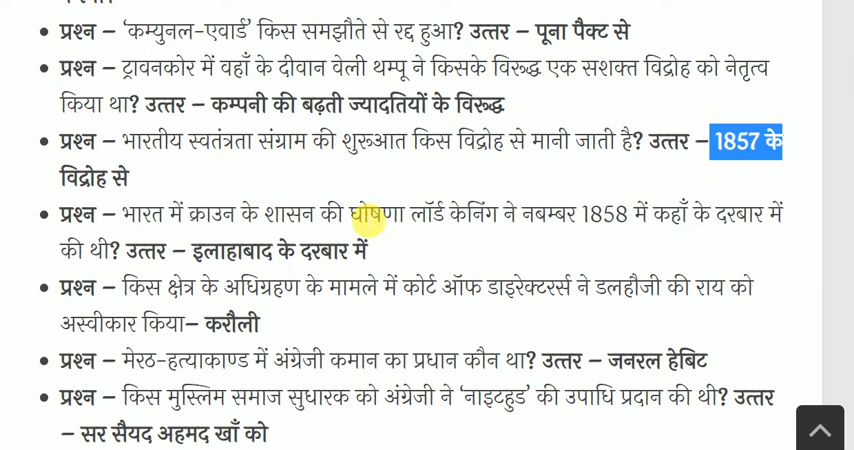 प्रश्न – ‘कम्युनल-एवार्ड’ किस समझौते से रद्द हुआ? उत्तर – पूना पैक्ट से
प्रश्न – ट्रावनकोर में वहाँ के दीवान वेली थम्पू ने किसके विरूद्ध एक सशक्त विद्रोह को नेतृत्व
किया था? उत्तर – कम्पनी की बढ़ती ज्यादतियों के विरूद्ध
प्रश्न – भारतीय स्वतंत्रता संग्राम की शुरूआत किस विद्रोह से मानी जाती है? उत्तर – 1857 के
विद्रोह से
प्रश्न – भारत में क्राउन के शासन की घोषणा लॉर्ड केनिंग ने नबम्बर 1858 में कहाँ के दरबार में
की थी? उत्तर – इलाहाबाद के दरबार में
प्रश्न – किस क्षेत्र के अधिग्रहण के मामले में कोर्ट ऑफ डाइरेक्टरर्स ने डलहौजी की राय को
अस्वीकार किया– करौली
प्रश्न – मेरठ-हत्याकाण्ड में अंग्रेजी कमान का प्रधान कौन था? उत्तर – जनरल हेबिट
प्रश्न – किस मुस्लिम समाज सुधारक को अंग्रेजी ने ‘नाइटहुड’ की उपाधि प्रदान की थी? उत्तर
– सर सैयद अहमद खाँ को